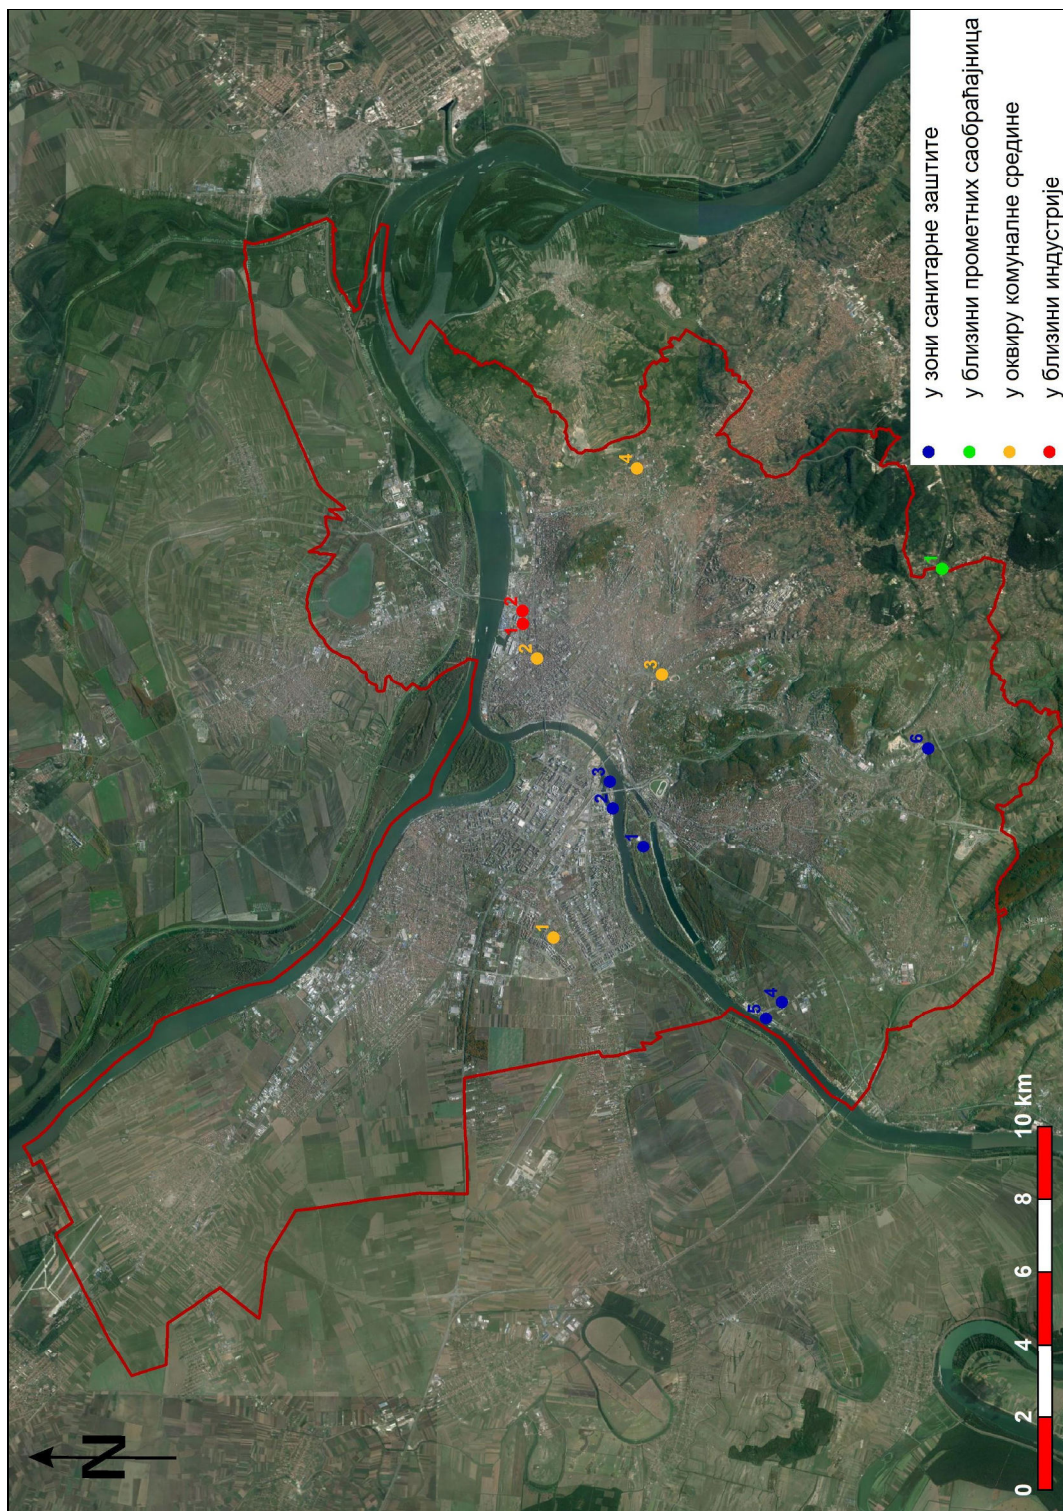 N
1
2
1
2
3
4
1
1
2
3
4
5
6
0 2 4 6 8 10 km
у зони санитарне заштите
у близини прометних саобраћајница
у оквиру комуналне средине
у близини индустрије